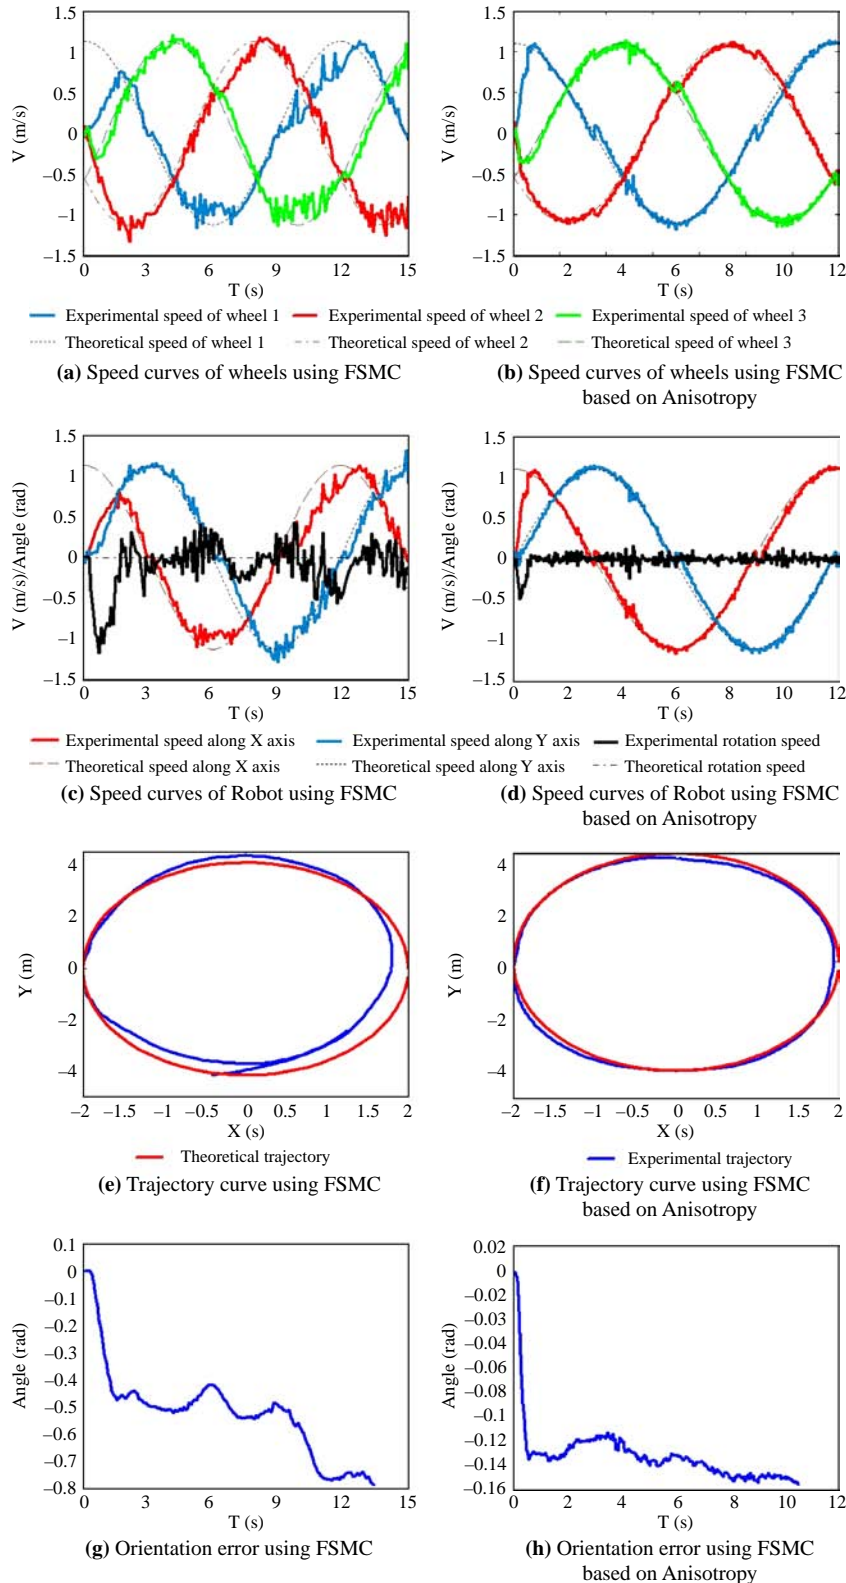 1.5
1
0.5
0
–0.5
–1
–1.5
V (m/s)
0 3 6 9 12 15
T (s)
1.5
1
0.5
0
–0.5
–1
–1.5
V (m/s)
0 2 4 6 8 10 12
T (s)
Experimental speed of wheel 1 Experimental speed of wheel 2 Experimental speed of wheel 3
Theoretical speed of wheel 1 Theoretical speed of wheel 2 Theoretical speed of wheel 3
(a) Speed curves of wheels using FSMC
(b) Speed curves of wheels using FSMC
based on Anisotropy
1.5
1
0.5
0
–0.5
–1
–1.5
V (m/s)/Angle (rad)
0 3 6 9 12 15
T (s)
1.5
1
0.5
0
–0.5
–1
–1.5
V (m/s)/Angle (rad)
0 2 4 6 8 10 12
T (s)
Experimental speed along X axis Experimental speed along Y axis Experimental rotation speed
Theoretical speed along X axis Theoretical speed along Y axis Theoretical rotation speed
(c) Speed curves of Robot using FSMC
(d) Speed curves of Robot using FSMC
based on Anisotropy
4
2
0
–2
–4
Y (m)
–2 –1.5 –1 –0.5 0 0.5 1 1.5 2
X (s)
4
2
0
–2
–4
Y (m)
–2 –1.5 –1 –0.5 0 0.5 1 1.5 2
X (s)
Theoretical trajectory
Experimental trajectory
(e) Trajectory curve using FSMC
(f) Trajectory curve using FSMC
based on Anisotropy
0.1
0
–0.1
–0.2
–0.3
–0.4
–0.5
–0.6
–0.7
–0.8
Angle (rad)
0 3 6 9 12 15
T (s)
0.02
0
–0.02
–0.04
–0.06
–0.08
–0.1
–0.12
–0.14
–0.16
Angle (rad)
0 2 4 6 8 10 12
T (s)
(g) Orientation error using FSMC
(h) Orientation error using FSMC
based on Anisotropy